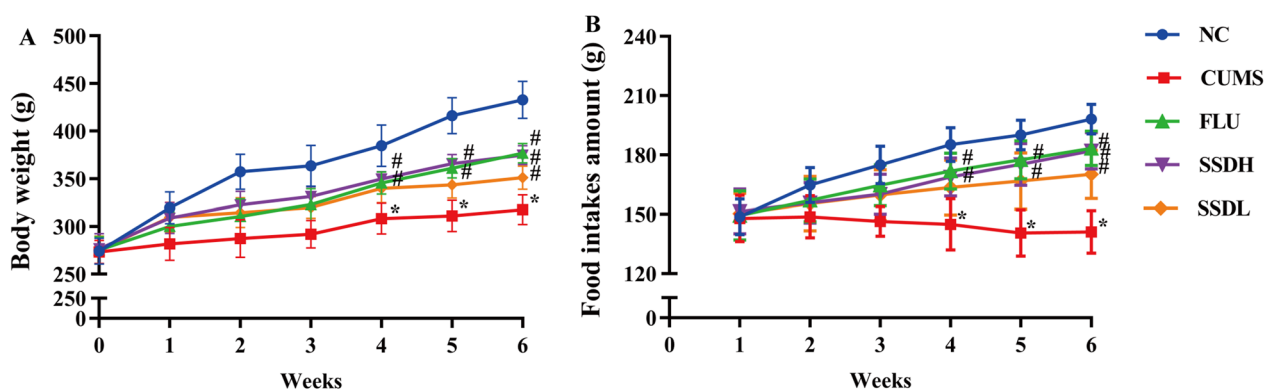 A
Body weight (g)
500
450
400
350
300
250
250
0
0 1 2 3 4 5 6
Weeks
# # # # # # #
* * *
B
Food intakes amount (g)
240
210
180
150
120
0
1 2 3 4 5 6
Weeks
# # # # # # #
* * *
NC
CUMS
FLU
SSDH
SSDL